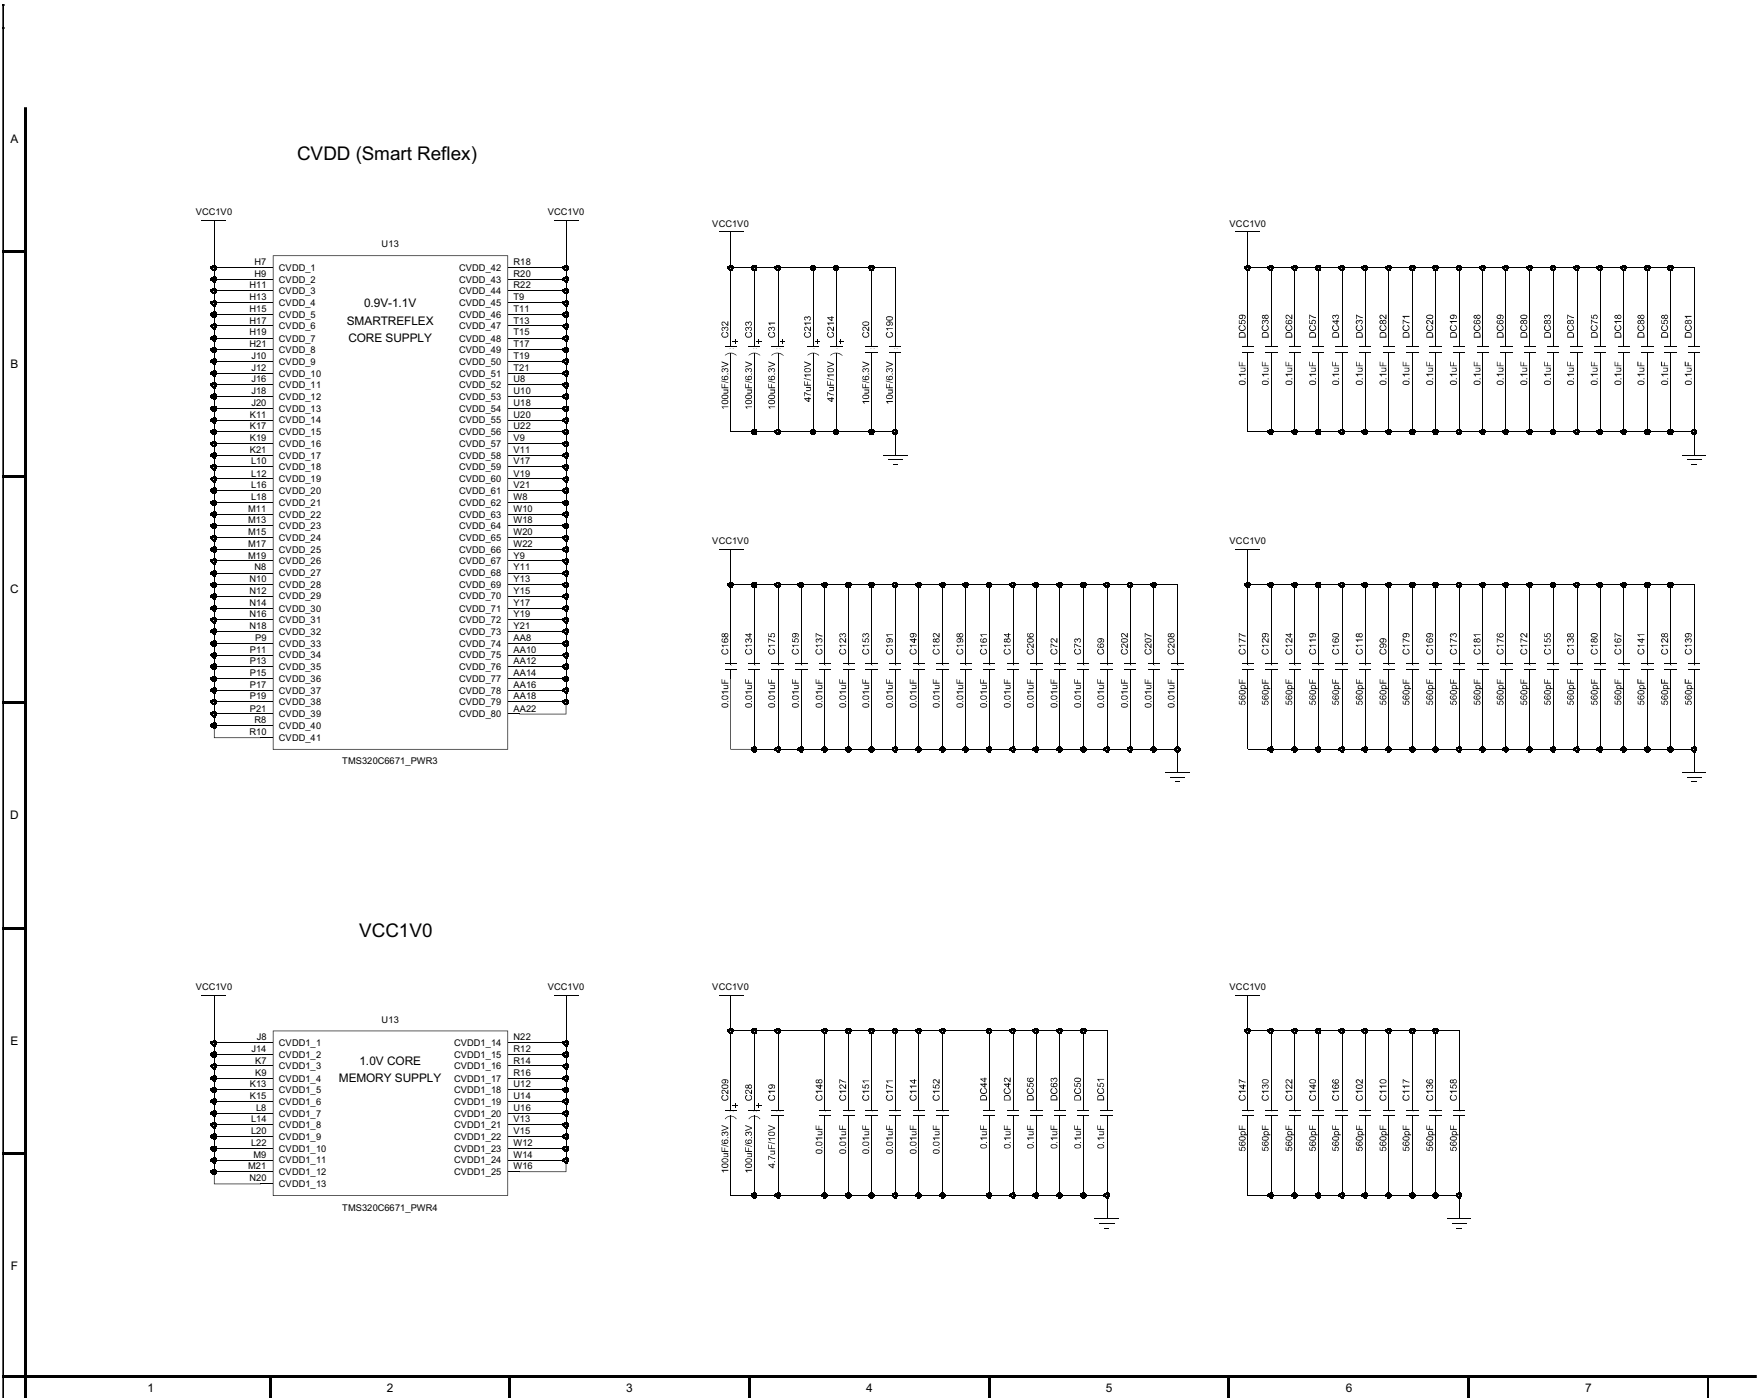 A
B
C
D
E
F
CVDD (Smart Reflex)
VCC1V0
VCC1V0
U13
0.9V-1.1V
SMARTREFLEX
CORE SUPPLY
H7 CVDD_1
H9 CVDD_2
H11 CVDD_3
H13 CVDD_4
H15 CVDD_5
H17 CVDD_6
H19 CVDD_7
H21 CVDD_8
J10 CVDD_9
J12 CVDD_10
J16 CVDD_11
J18 CVDD_12
J20 CVDD_13
K11 CVDD_14
K17 CVDD_15
K19 CVDD_16
K21 CVDD_17
L10 CVDD_18
L12 CVDD_19
L16 CVDD_20
L18 CVDD_21
M11 CVDD_22
M13 CVDD_23
M15 CVDD_24
M17 CVDD_25
M19 CVDD_26
N8 CVDD_27
N10 CVDD_28
N12 CVDD_29
N14 CVDD_30
N16 CVDD_31
N18 CVDD_32
P9 CVDD_33
P11 CVDD_34
P13 CVDD_35
P15 CVDD_36
P17 CVDD_37
P19 CVDD_38
P21 CVDD_39
R8 CVDD_40
R10 CVDD_41
CVDD_42 R18
CVDD_43 R20
CVDD_44 R22
CVDD_45 T9
CVDD_46 T11
CVDD_47 T13
CVDD_48 T15
CVDD_49 T17
CVDD_50 T19
CVDD_51 T21
CVDD_52 U8
CVDD_53 U10
CVDD_54 U18
CVDD_55 U20
CVDD_56 U22
CVDD_57 V9
CVDD_58 V11
CVDD_59 V17
CVDD_60 V19
CVDD_61 V21
CVDD_62 W8
CVDD_63 W10
CVDD_64 W18
CVDD_65 W20
CVDD_66 W22
CVDD_67 Y9
CVDD_68 Y11
CVDD_69 Y13
CVDD_70 Y15
CVDD_71 Y17
CVDD_72 Y19
CVDD_73 Y21
CVDD_74 AA8
CVDD_75 AA10
CVDD_76 AA12
CVDD_77 AA14
CVDD_78 AA16
CVDD_79 AA18
CVDD_80 AA22
TMS320C6671_PWR3
VCC1V0
C32 100uF/6.3V
C33 100uF/6.3V
C31 100uF/6.3V
C213 47uF/10V
C214 47uF/10V
C20 10uF/6.3V
C190 10uF/6.3V
VCC1V0
DC59 0.1uF
DC38 0.1uF
DC62 0.1uF
DC57 0.1uF
DC43 0.1uF
DC37 0.1uF
DC82 0.1uF
DC71 0.1uF
DC20 0.1uF
DC19 0.1uF
DC68 0.1uF
DC69 0.1uF
DC80 0.1uF
DC83 0.1uF
DC87 0.1uF
DC75 0.1uF
DC18 0.1uF
DC88 0.1uF
DC58 0.1uF
DC81 0.1uF
VCC1V0
C168 0.01uF
C134 0.01uF
C175 0.01uF
C159 0.01uF
C137 0.01uF
C123 0.01uF
C153 0.01uF
C191 0.01uF
C149 0.01uF
C182 0.01uF
C198 0.01uF
C161 0.01uF
C184 0.01uF
C206 0.01uF
C72 0.01uF
C73 0.01uF
C69 0.01uF
C202 0.01uF
C207 0.01uF
C208 0.01uF
VCC1V0
C177 560pF
C129 560pF
C124 560pF
C119 560pF
C160 560pF
C118 560pF
C99 560pF
C179 560pF
C169 560pF
C173 560pF
C181 560pF
C176 560pF
C172 560pF
C155 560pF
C138 560pF
C180 560pF
C167 560pF
C141 560pF
C128 560pF
C139 560pF
VCC1V0
VCC1V0
VCC1V0
U13
1.0V CORE
MEMORY SUPPLY
J8 CVDD1_1
J14 CVDD1_2
K7 CVDD1_3
K9 CVDD1_4
K13 CVDD1_5
K15 CVDD1_6
L8 CVDD1_7
L14 CVDD1_8
L20 CVDD1_9
L22 CVDD1_10
M9 CVDD1_11
M21 CVDD1_12
N20 CVDD1_13
CVDD1_14 N22
CVDD1_15 R12
CVDD1_16 R14
CVDD1_17 R16
CVDD1_18 U12
CVDD1_19 U14
CVDD1_20 U16
CVDD1_21 V13
CVDD1_22 V15
CVDD1_23 W12
CVDD1_24 W14
CVDD1_25 W16
TMS320C6671_PWR4
VCC1V0
C209 100uF/6.3V
C28 100uF/6.3V
C19 4.7uF/10V
C148 0.01uF
C127 0.01uF
C151 0.01uF
C171 0.01uF
C114 0.01uF
C152 0.01uF
DC44 0.1uF
DC42 0.1uF
DC56 0.1uF
DC63 0.1uF
DC50 0.1uF
DC51 0.1uF
VCC1V0
C147 560pF
C130 560pF
C122 560pF
C140 560pF
C166 560pF
C102 560pF
C110 560pF
C117 560pF
C136 560pF
C158 560pF
1 2 3 4 5 6 7